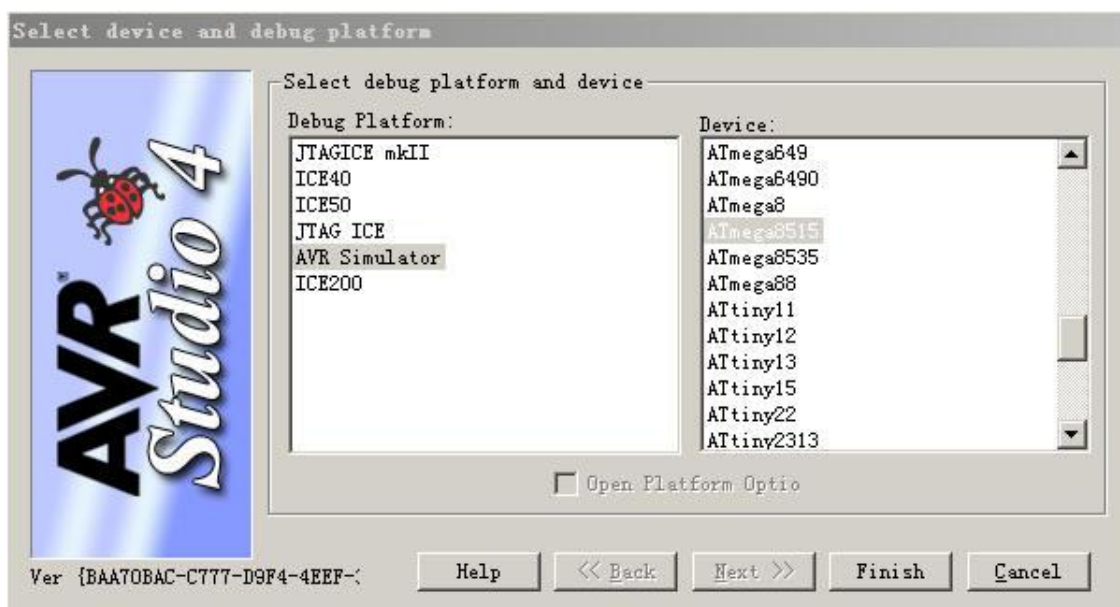 Select device and debug platform
AVR
Studio 4
Select debug platform and device
Debug Platform:
JTAGICE mkII
ICE40
ICE50
JTAG ICE
AVR Simulator
ICE200
Device:
ATmega649
ATmega6490
ATmega8
ATmega8515
ATmega8535
ATmega88
ATtiny11
ATtiny12
ATtiny13
ATtiny15
ATtiny22
ATtiny2313
Open Platform Optio
Ver {BAA70BAC-C777-D9F4-4EEF-
Help
<< Back
Next >>
Finish
Cancel